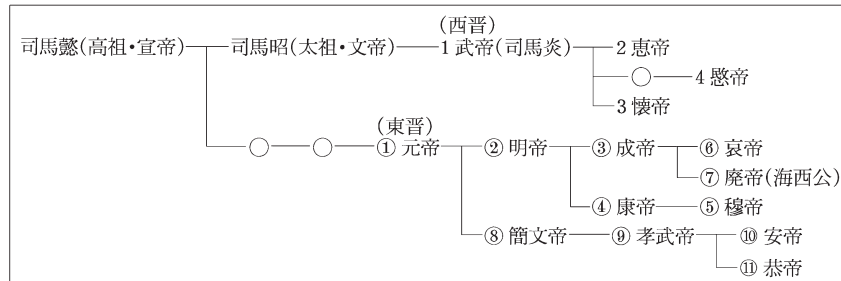 (西晋)
司馬懿(高祖・宣帝) 司馬昭(太祖・文帝) 1 武帝(司馬炎) 2 恵帝
○ 4 愍帝
3 懐帝
(東晋)
○ ○ ① 元帝 ② 明帝 ③ 成帝 ⑥ 哀帝
⑦ 廃帝(海西公)
④ 康帝 ⑤ 穆帝
⑧ 簡文帝 ⑨ 孝武帝 ⑩ 安帝
⑪ 恭帝